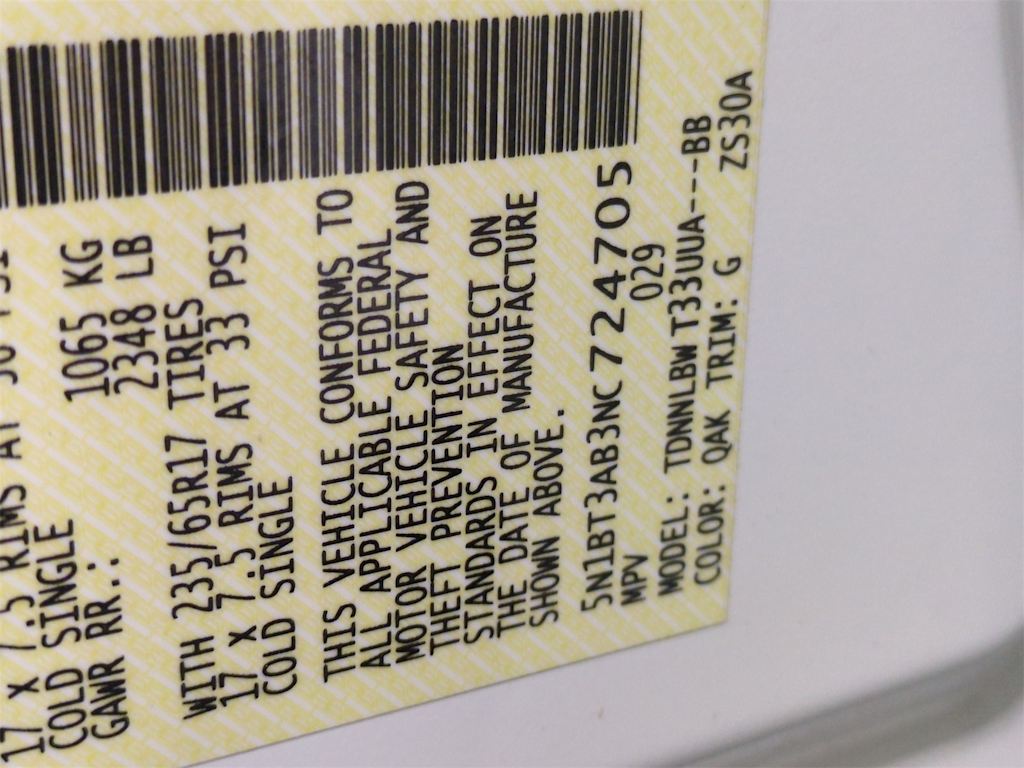 17 x 7.5 RIMS AT
COLD SINGLE
GAWR RR.: 1065 KG
2348 LB
WITH 235/65R17 TIRES
17 x 7.5 RIMS AT 33 PSI
COLD SINGLE
THIS VEHICLE CONFORMS TO
ALL APPLICABLE FEDERAL
MOTOR VEHICLE SAFETY AND
THEFT PREVENTION
STANDARDS IN EFFECT ON
THE DATE OF MANUFACTURE
SHOWN ABOVE.
5N1BT3AB3NC724705
MPV 029
MODEL: TDNNLBW T33UUA---BB
COLOR: QAK TRIM: G ZS30A